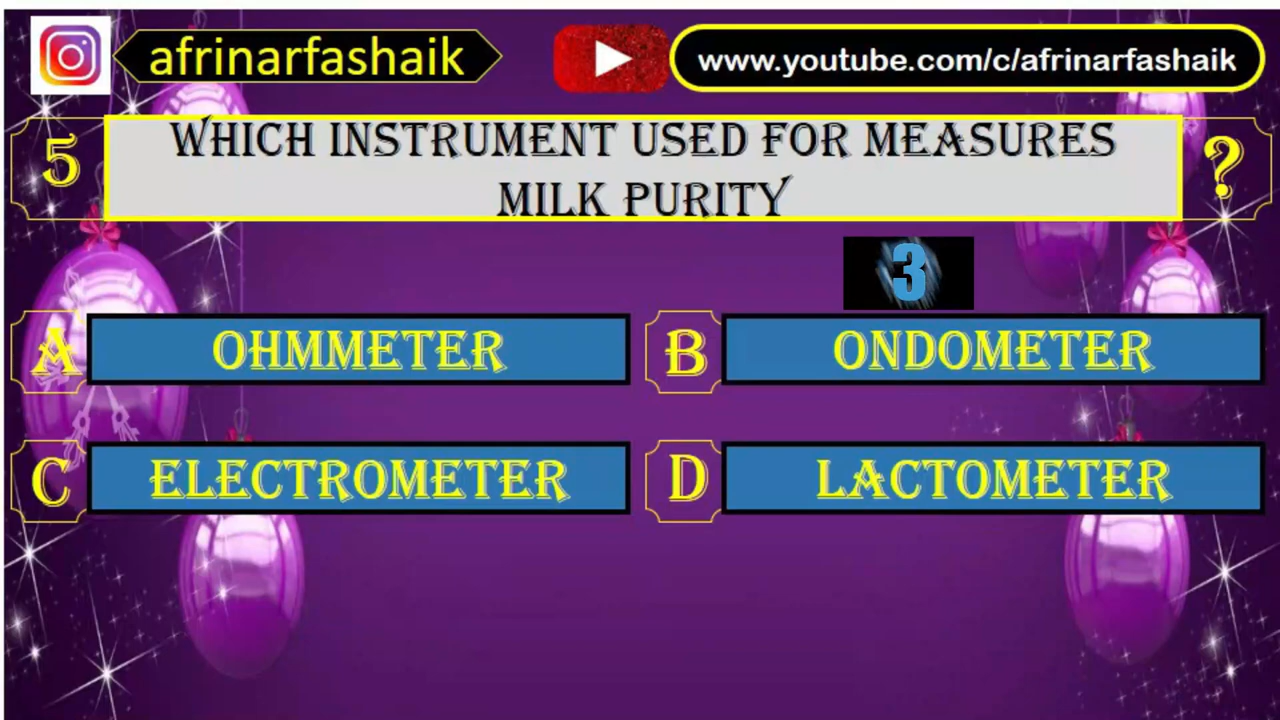 afrinarfashaik
www.youtube.com/c/afrinarfashaik
5
WHICH INSTRUMENT USED FOR MEASURES
MILK PURITY
?
3
A OHMMETER
B ONDOMETER
C ELECTROMETER
D LACTOMETER